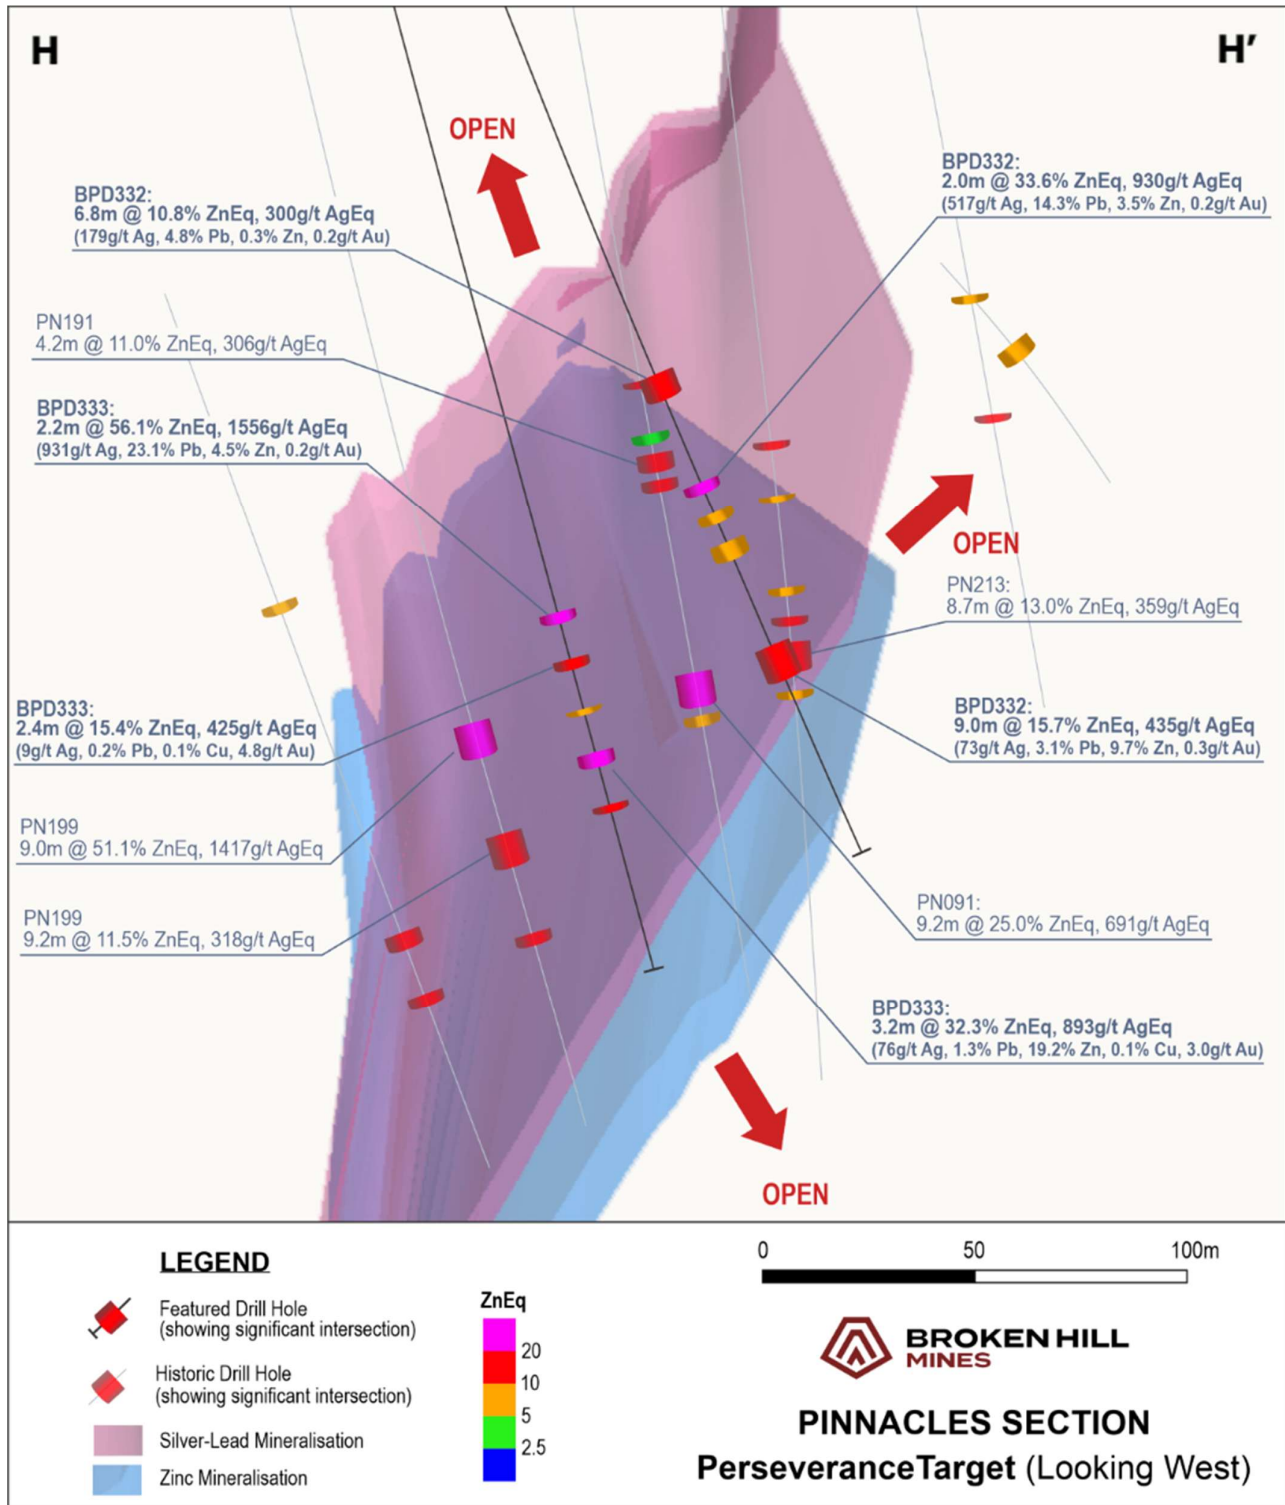 H
H'
OPEN
BPD332:
2.0m @ 33.6% ZnEq, 930g/t AgEq
(517g/t Ag, 14.3% Pb, 3.5% Zn, 0.2g/t Au)
BPD332:
6.8m @ 10.8% ZnEq, 300g/t AgEq
(179g/t Ag, 4.8% Pb, 0.3% Zn, 0.2g/t Au)
PN191
4.2m @ 11.0% ZnEq, 306g/t AgEq
BPD333:
2.2m @ 56.1% ZnEq, 1556g/t AgEq
(931g/t Ag, 23.1% Pb, 4.5% Zn, 0.2g/t Au)
OPEN
PN213:
8.7m @ 13.0% ZnEq, 359g/t AgEq
BPD333:
2.4m @ 15.4% ZnEq, 425g/t AgEq
(9g/t Ag, 0.2% Pb, 0.1% Cu, 4.8g/t Au)
BPD332:
9.0m @ 15.7% ZnEq, 435g/t AgEq
(73g/t Ag, 3.1% Pb, 9.7% Zn, 0.3g/t Au)
PN199
9.0m @ 51.1% ZnEq, 1417g/t AgEq
PN199
9.2m @ 11.5% ZnEq, 318g/t AgEq
PN091:
9.2m @ 25.0% ZnEq, 691g/t AgEq
BPD333:
3.2m @ 32.3% ZnEq, 893g/t AgEq
(76g/t Ag, 1.3% Pb, 19.2% Zn, 0.1% Cu, 3.0g/t Au)
OPEN
LEGEND
Featured Drill Hole
(showing significant intersection)
Historic Drill Hole
(showing significant intersection)
Silver-Lead Mineralisation
Zinc Mineralisation
ZnEq
20
10
5
2.5
0 50 100m
BROKEN HILL
MINES
PINNACLES SECTION
PerseveranceTarget (Looking West)